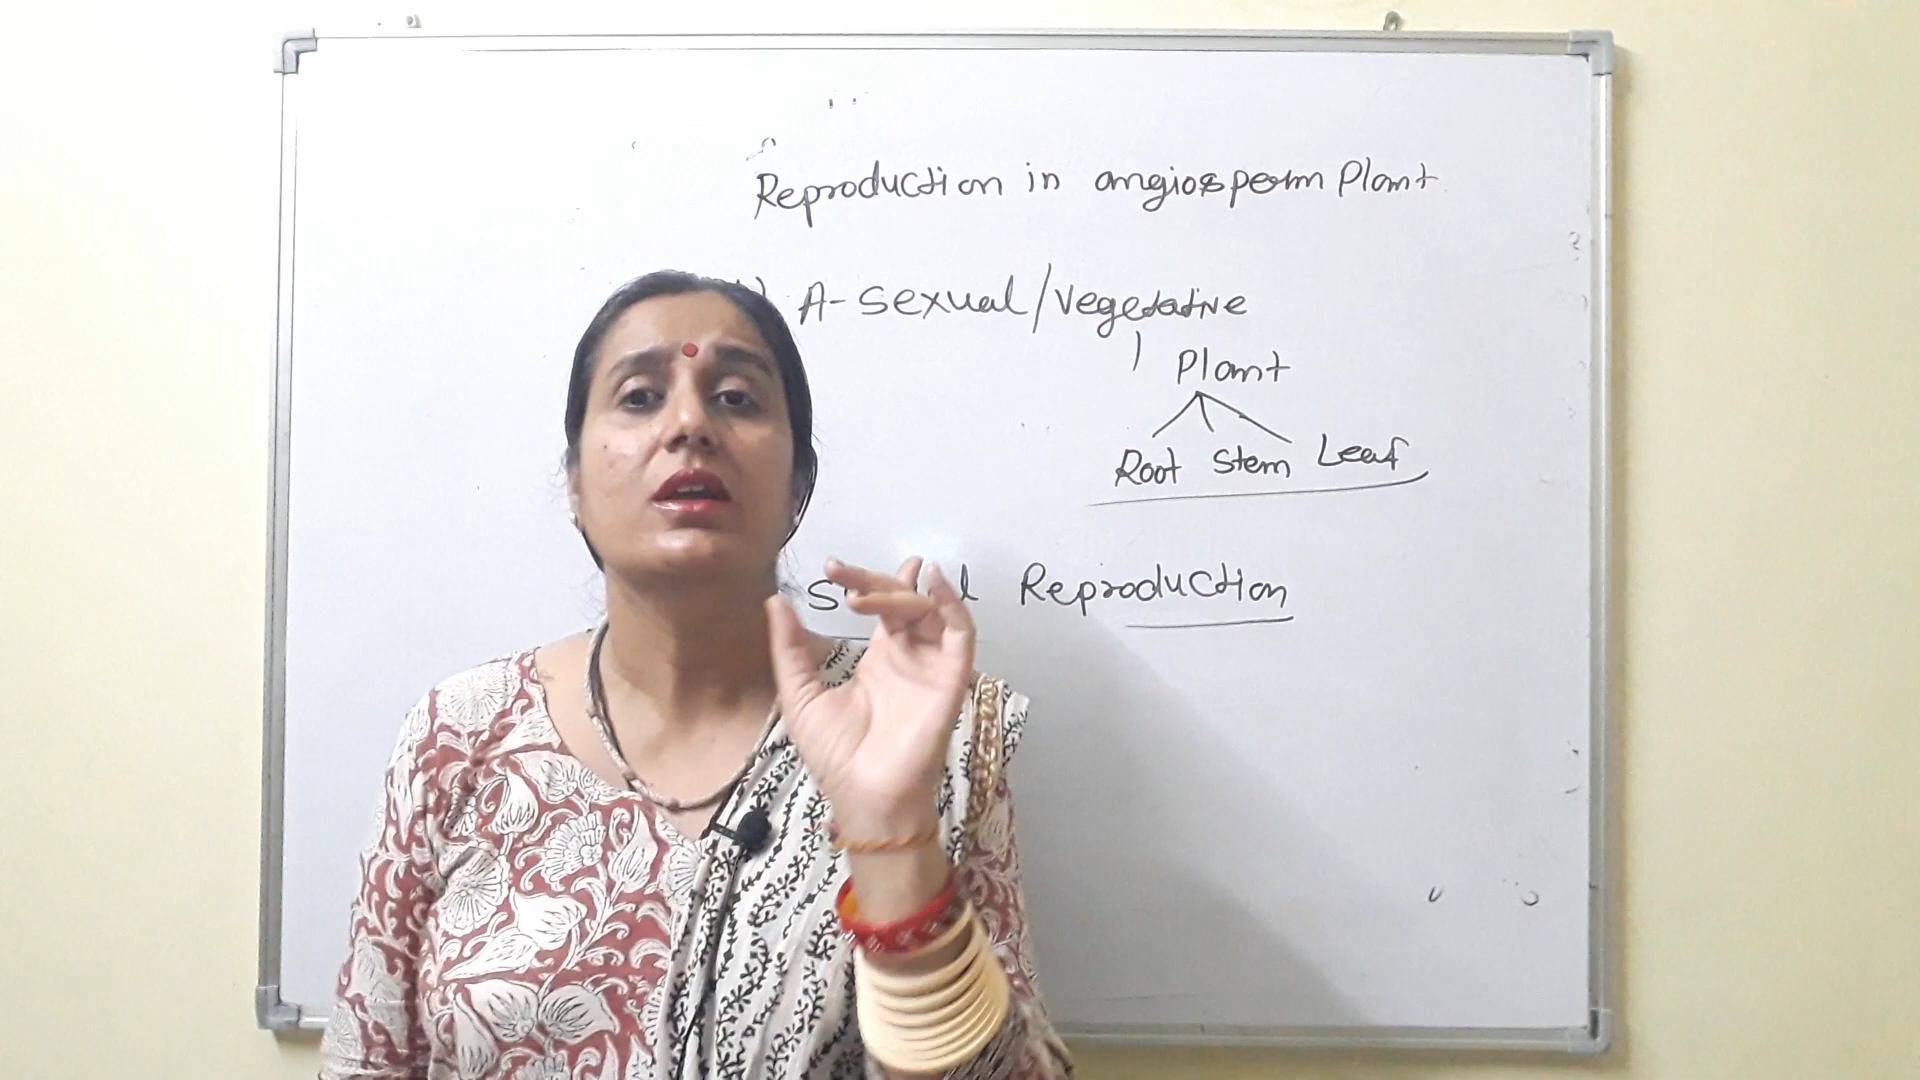 Reproduction in angiosperm Plant
A-Sexual/Vegetative
Plant
Root Stem Leaf
Reproduction